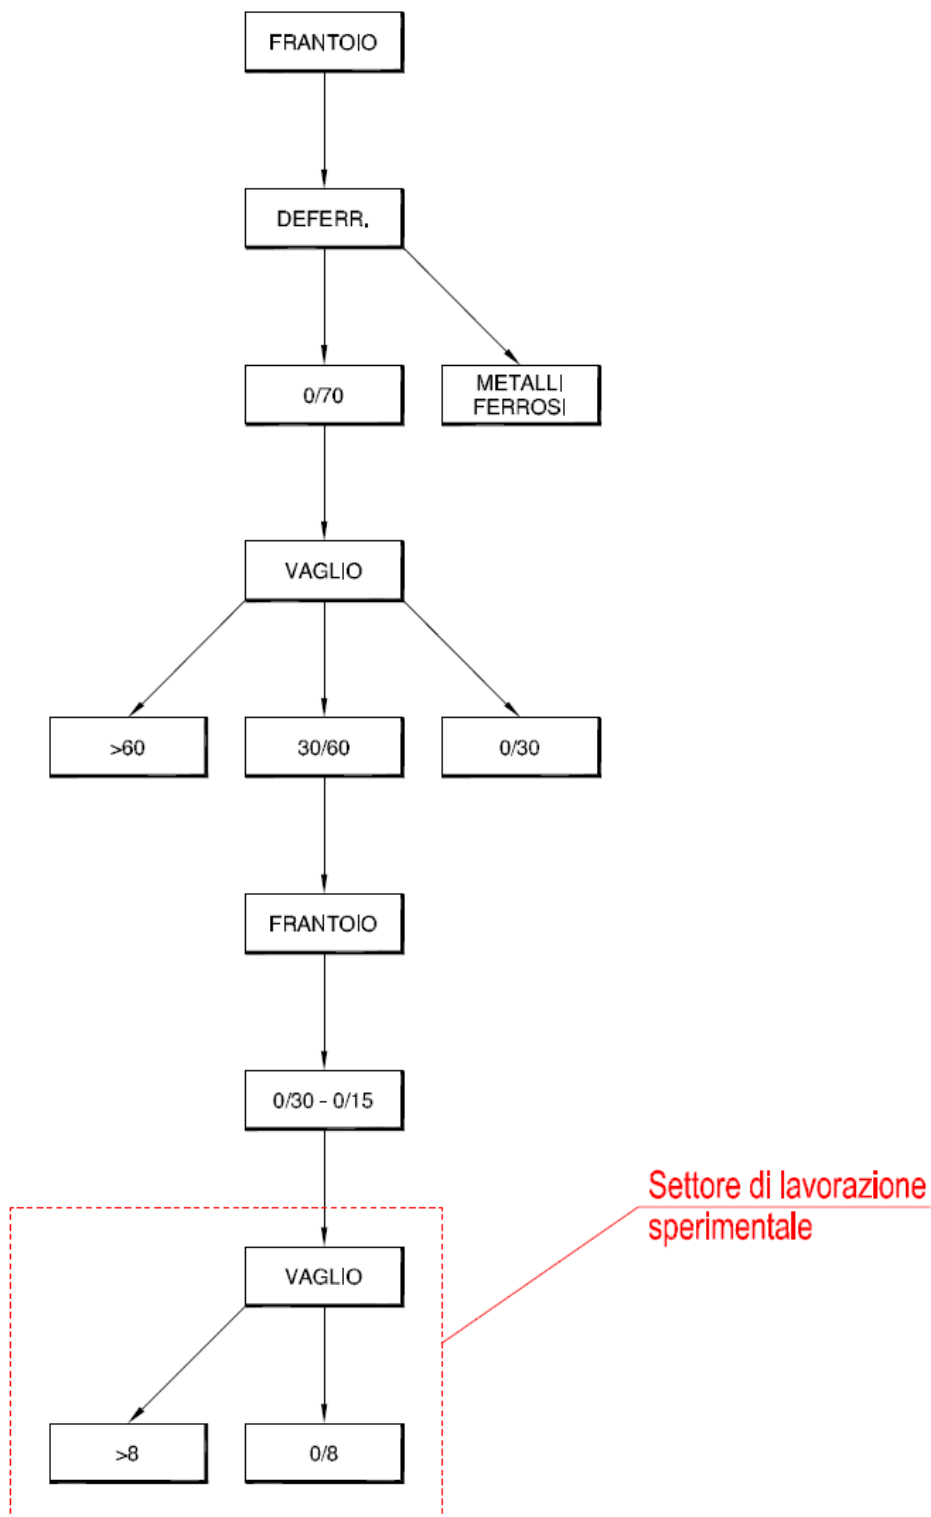 FRANTOIO
DEFERR.
0/70
METALLI
FERROSI
VAGLIO
>60
30/60
0/30
FRANTOIO
0/30 - 0/15
Settore di lavorazione
sperimentale
VAGLIO
>8
0/8